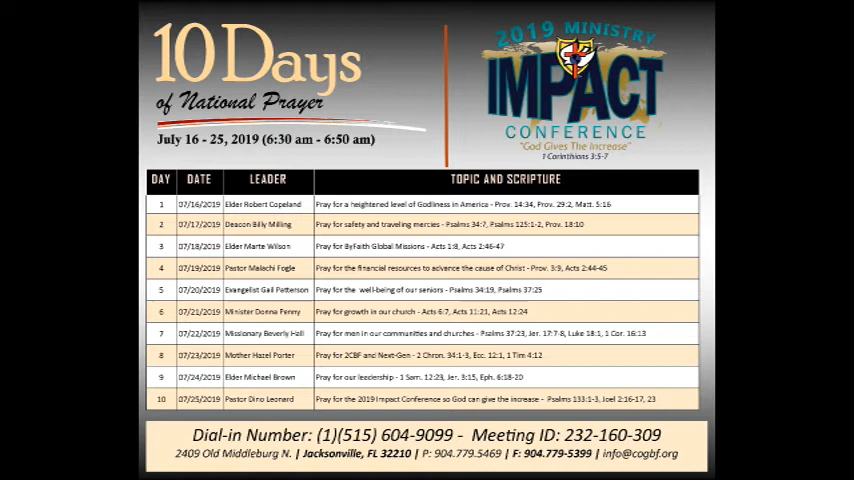 10 Days
of National Prayer
July 16 - 25, 2019 (6:30 am - 6:50 am)
2019 MINISTRY
IMPACT
CONFERENCE
"God Gives The Increase"
1 Corinthians 3:5-7
DAY DATE LEADER TOPIC AND SCRIPTURE
1 07/16/2019 Elder Robert Copeland Pray for a heightened level of Godliness in America - Prov. 14:34, Prov. 29:2, Matt. 5:16
2 07/17/2019 Deacon Billy Milling Pray for safety and traveling mercies - Psalms 34:7, Psalms 125:1-2, Prov. 18:10
3 07/18/2019 Elder Marte Wilson Pray for ByFaith Global Missions - Acts 1:8, Acts 2:46-47
4 07/19/2019 Pastor Malachi Fogle Pray for the financial resources to advance the cause of Christ - Prov. 3:9, Acts 2:44-45
5 07/20/2019 Evangelist Gail Patterson Pray for the well-being of our seniors - Psalms 34:19, Psalms 37:25
6 07/21/2019 Minister Donna Penny Pray for growth in our church - Acts 6:7, Acts 11:21, Acts 12:24
7 07/22/2019 Missionary Beverly Hall Pray for men in our communities and churches - Psalms 37:23, Jer. 17:7-8, Luke 18:1, 1 Cor. 16:13
8 07/23/2019 Mother Hazel Porter Pray for 2CBF and Next-Gen - 2 Chron. 34:1-3, Ecc. 12:1, 1 Tim 4:12
9 07/24/2019 Elder Michael Brown Pray for our leadership - 1 Sam. 12:23, Jer. 3:15, Eph. 6:18-20
10 07/25/2019 Pastor Dino Leonard Pray for the 2019 Impact Conference so God can give the increase - Psalms 133:1-3, Joel 2:16-17, 23
Dial-in Number: (1)(515) 604-9099 - Meeting ID: 232-160-309
2409 Old Middleburg N. | Jacksonville, FL 32210 | P: 904.779.5469 | F: 904.779-5399 | info@cogbf.org